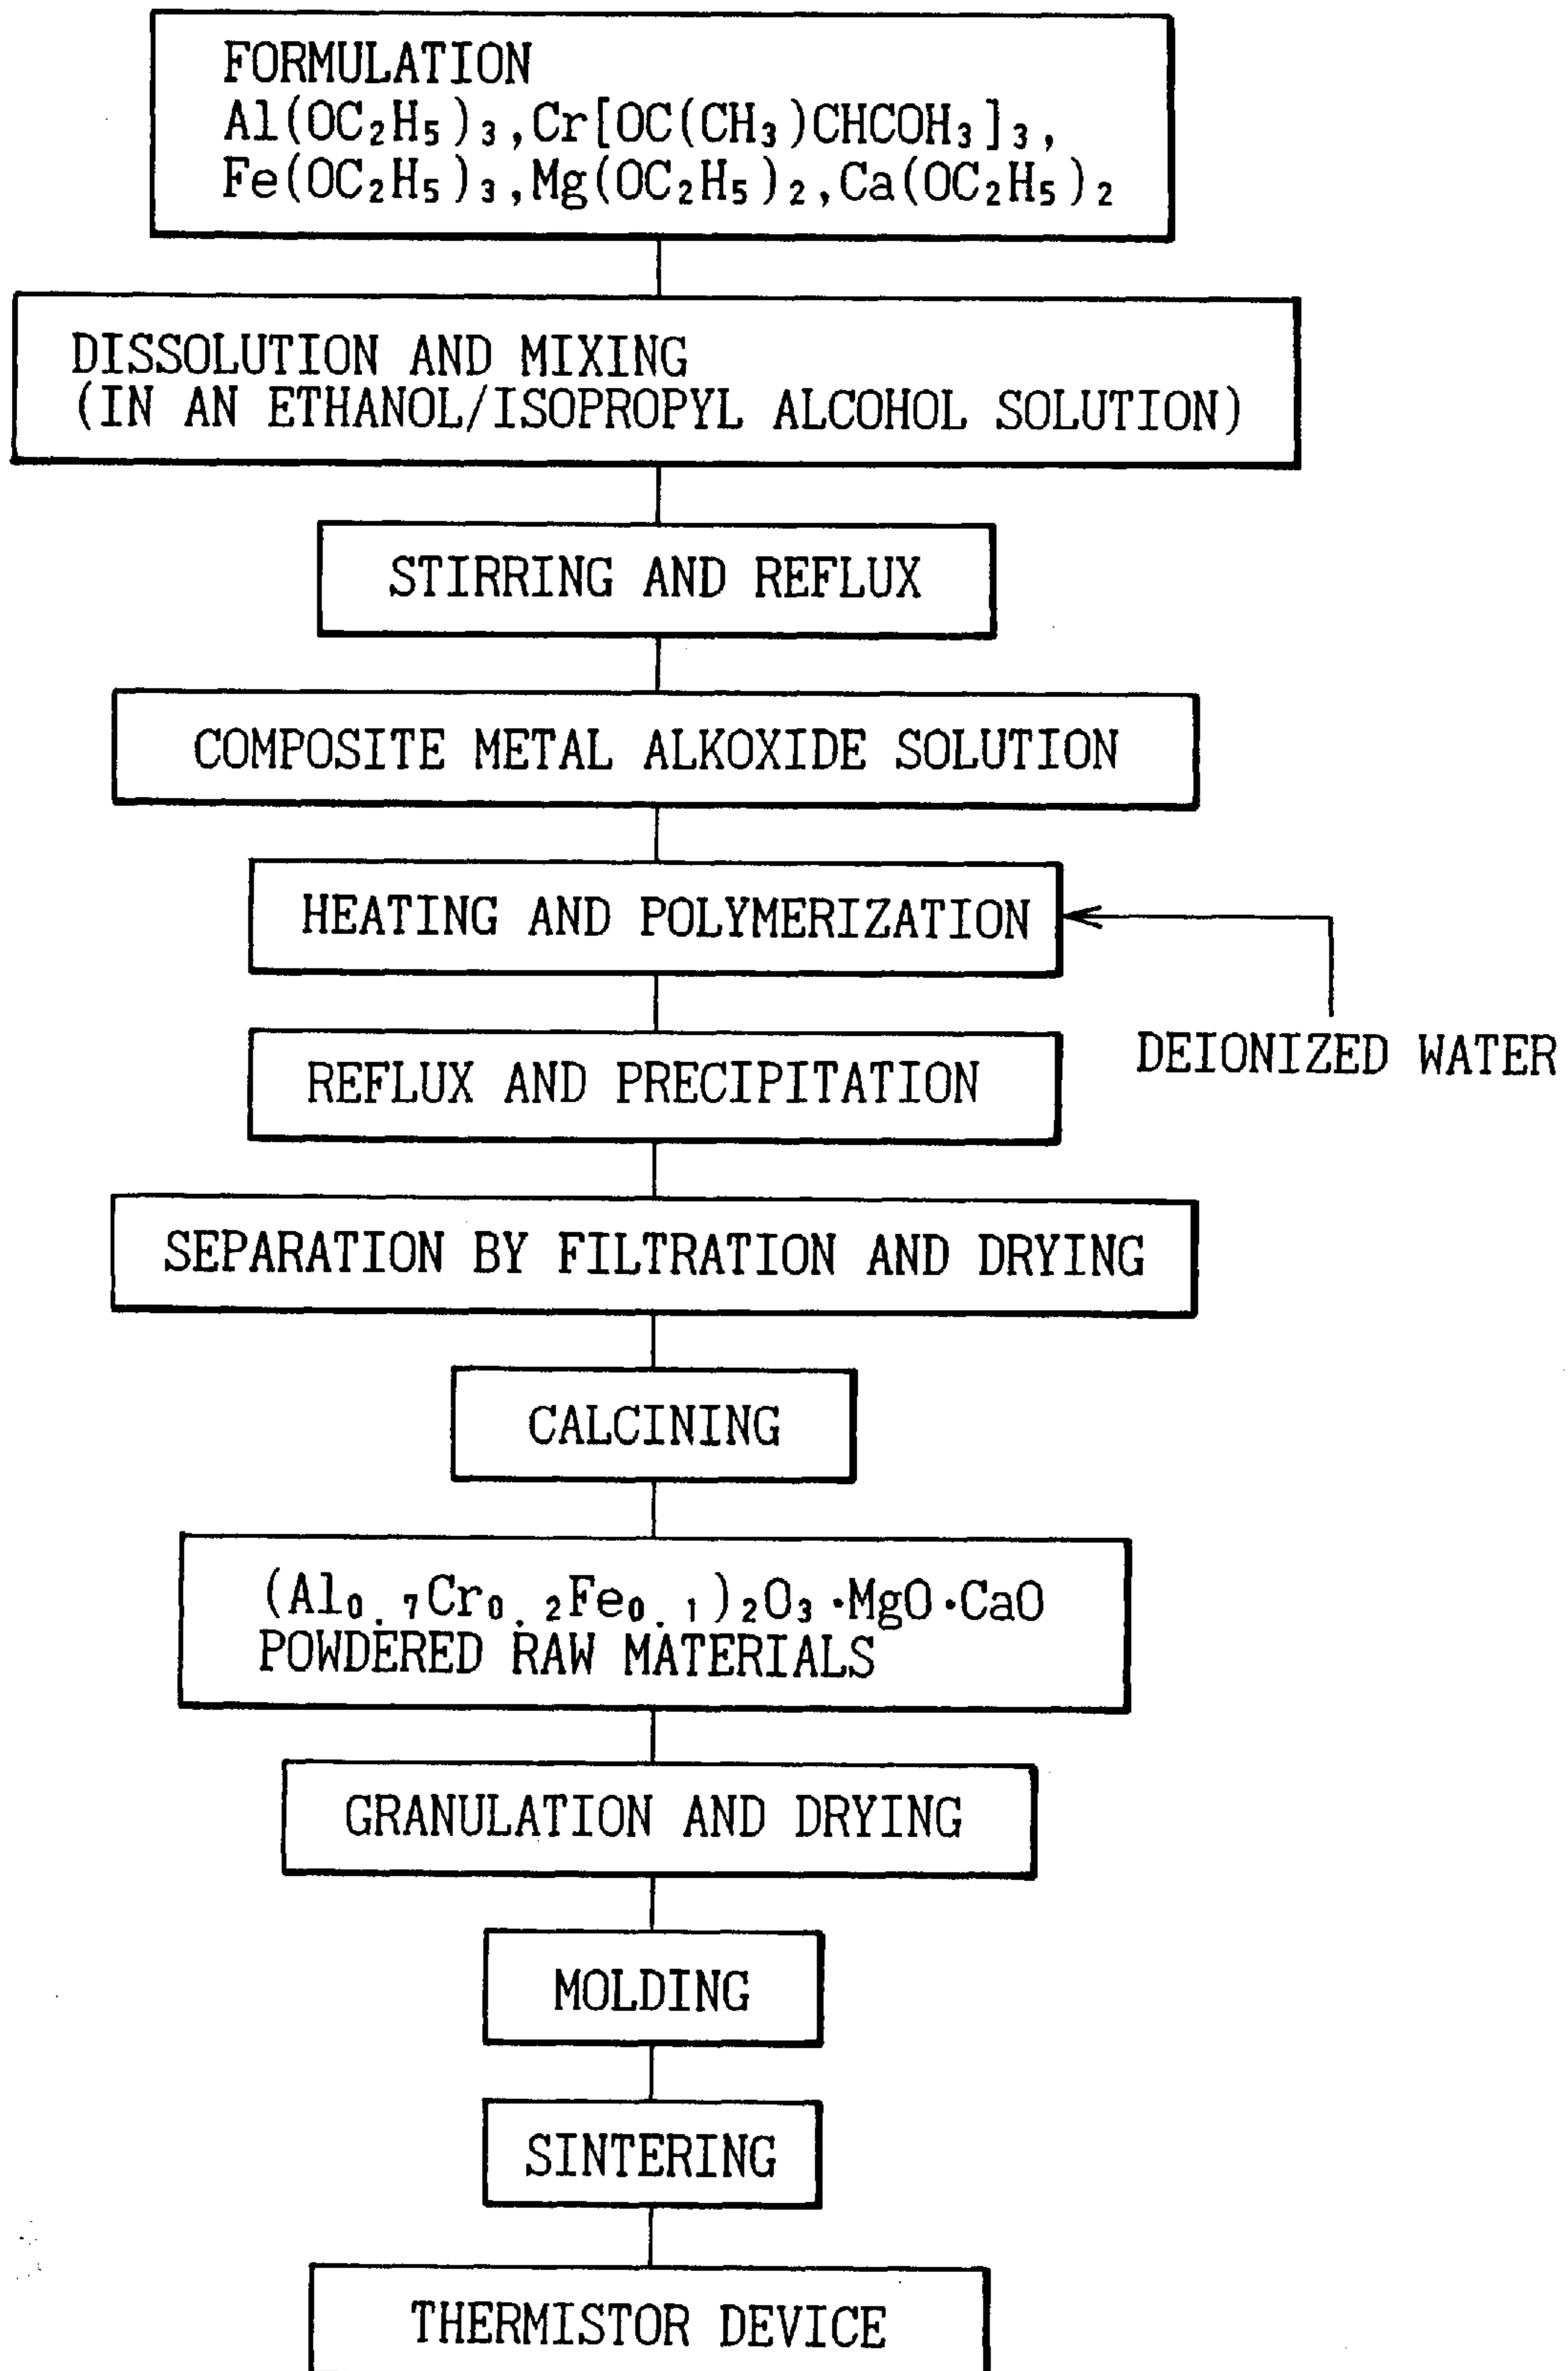 FORMULATION
Al(OC₂H₅)₃,Cr[OC(CH₃)CHCOH₃]₃,
Fe(OC₂H₅)₃,Mg(OC₂H₅)₂,Ca(OC₂H₅)₂
DISSOLUTION AND MIXING
(IN AN ETHANOL/ISOPROPYL ALCOHOL SOLUTION)
STIRRING AND REFLUX
COMPOSITE METAL ALKOXIDE SOLUTION
HEATING AND POLYMERIZATION
DEIONIZED WATER
REFLUX AND PRECIPITATION
SEPARATION BY FILTRATION AND DRYING
CALCINING
(Al₀.₇Cr₀.₂Fe₀.₁)₂O₃·MgO·CaO
POWDERED RAW MATERIALS
GRANULATION AND DRYING
MOLDING
SINTERING
THERMISTOR DEVICE